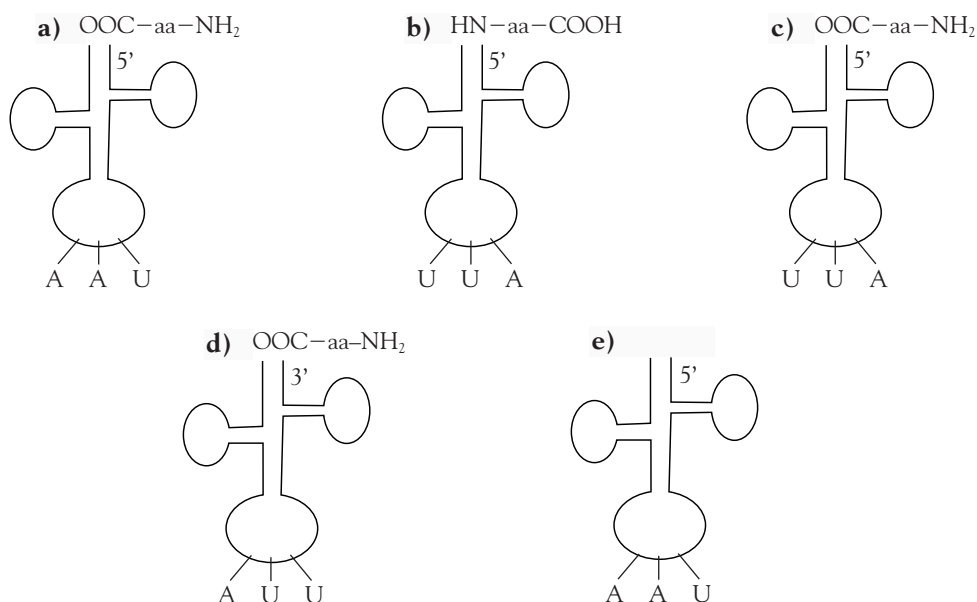 a) OOC–aa–NH₂
5'
A A U
b) HN–aa–COOH
5'
U U A
c) OOC–aa–NH₂
5'
U U A
d) OOC–aa–NH₂
3'
A U U
e)
5'
A A U